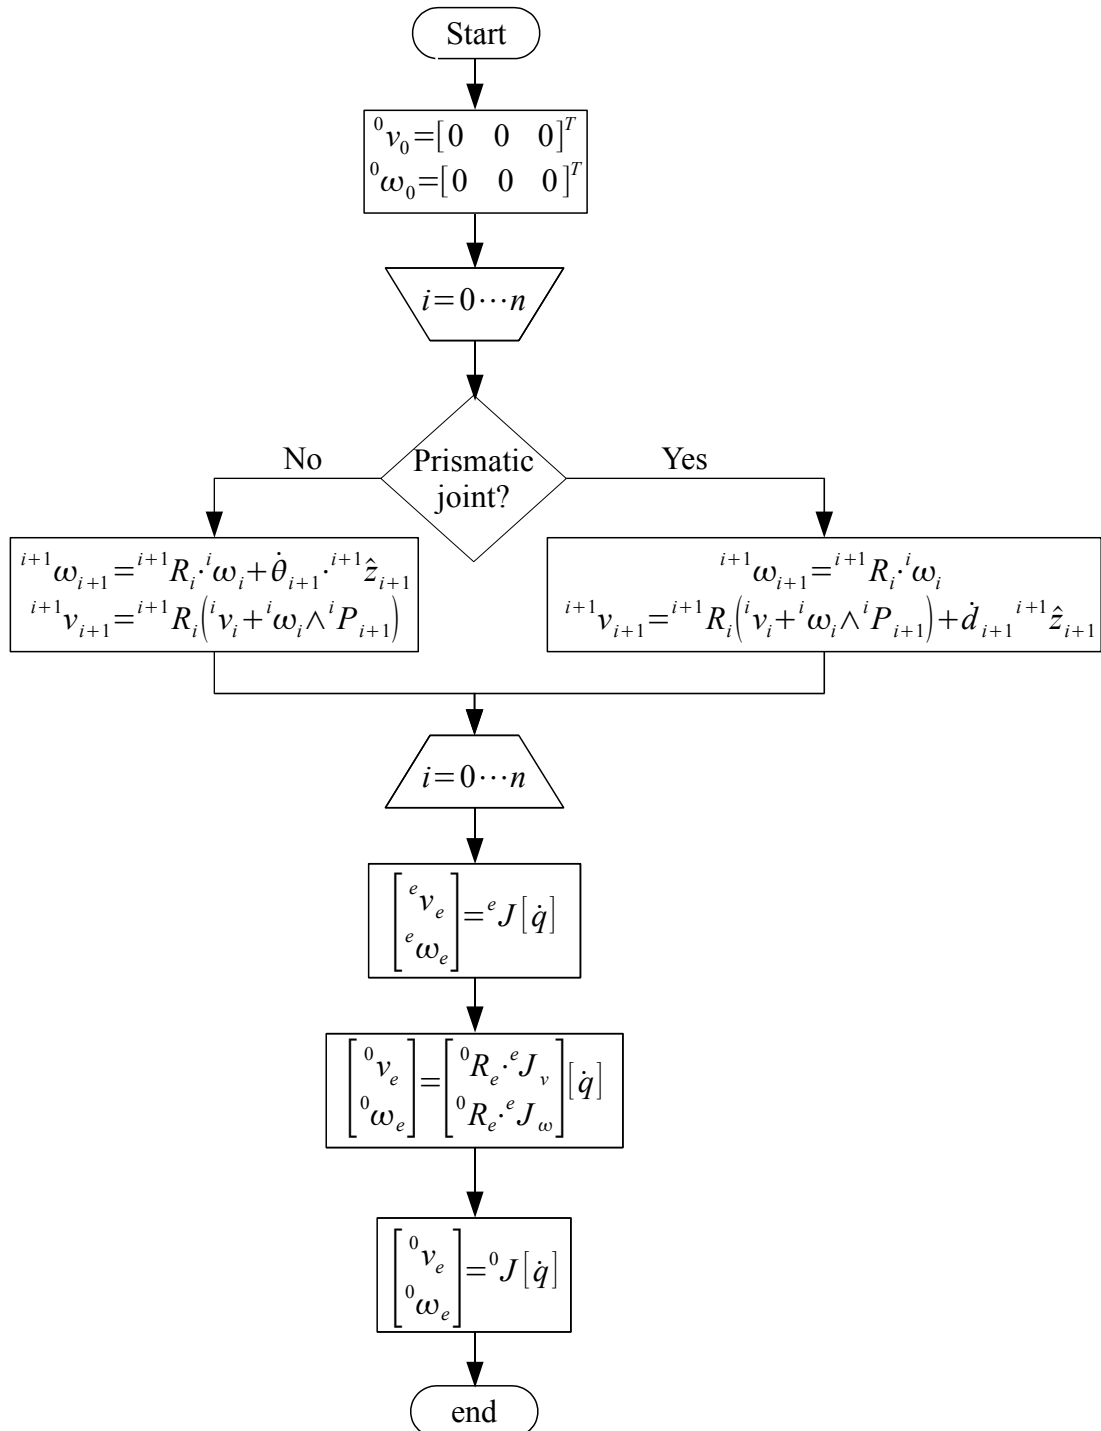 Start
⁰v₀=[0 0 0]ᵀ
⁰ω₀=[0 0 0]ᵀ
i=0⋯n
Prismatic
joint?
No
Yes
ⁱ⁺¹ωᵢ₊₁=ⁱ⁺¹Rᵢ·ⁱωᵢ+θ̇ᵢ₊₁·ⁱ⁺¹ẑᵢ₊₁
ⁱ⁺¹vᵢ₊₁=ⁱ⁺¹Rᵢ(ⁱvᵢ+ⁱωᵢ∧ⁱPᵢ₊₁)
ⁱ⁺¹ωᵢ₊₁=ⁱ⁺¹Rᵢ·ⁱωᵢ
ⁱ⁺¹vᵢ₊₁=ⁱ⁺¹Rᵢ(ⁱvᵢ+ⁱωᵢ∧ⁱPᵢ₊₁)+ḋᵢ₊₁ⁱ⁺¹ẑᵢ₊₁
i=0⋯n
[ᵉvₑ; ᵉωₑ]=ᵉJ[q̇]
[⁰vₑ; ⁰ωₑ]=[⁰Rₑ·ᵉJᵥ; ⁰Rₑ·ᵉJ_ω][q̇]
[⁰vₑ; ⁰ωₑ]=⁰J[q̇]
end